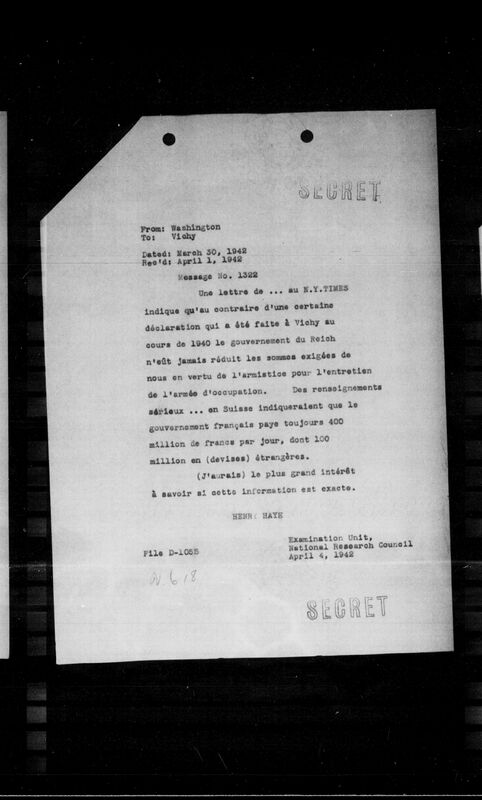 SECRET
From: Washington
To: Vichy
Dated: March 30, 1942
Rec'd: April 1, 1942
Message No. 1322
Une lettre de ... au N.Y.TIMES
indique qu'au contraire d'une certaine
déclaration qui a été faite à Vichy au
cours de 1940 le gouvernement du Reich
n'eût jamais réduit les sommes exigées de
nous en vertu de l'armistice pour l'entretien
de l'armée d'occupation. Des renseignements
sérieux ... en Suisse indiqueraient que le
gouvernement français paye toujours 400
million de francs par jour, dont 100
million en (devises) étrangères.
(J'aurais) le plus grand intérêt
à savoir si cette information est exacte.
HENRI HAYE
Examination Unit,
File D-1055 National Research Council
April 4, 1942
N 618
SECRET